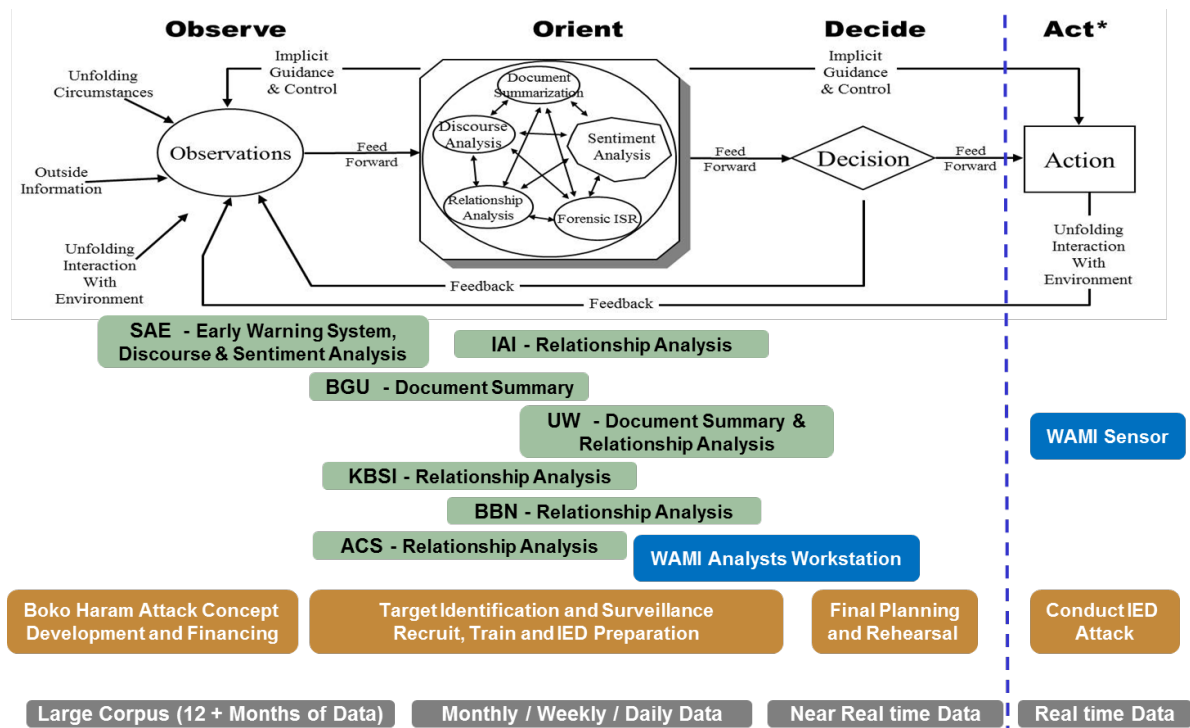 Observe
Orient
Decide
Act*
Implicit
Guidance
& Control
Implicit
Guidance
& Control
Unfolding
Circumstances
Outside
Information
Unfolding
Interaction
With
Environment
Observations
Feed
Forward
Document
Summarization
Discourse
Analysis
Sentiment
Analysis
Relationship
Analysis
Forensic ISR
Feed
Forward
Decision
Feed
Forward
Action
Unfolding
Interaction
With
Environment
Feedback
Feedback
SAE - Early Warning System,
Discourse & Sentiment Analysis
IAI - Relationship Analysis
BGU - Document Summary
UW - Document Summary &
Relationship Analysis
WAMI Sensor
KBSI - Relationship Analysis
BBN - Relationship Analysis
ACS - Relationship Analysis
WAMI Analysts Workstation
Boko Haram Attack Concept
Development and Financing
Target Identification and Surveillance
Recruit, Train and IED Preparation
Final Planning
and Rehearsal
Conduct IED
Attack
Large Corpus (12 + Months of Data)
Monthly / Weekly / Daily Data
Near Real time Data
Real time Data